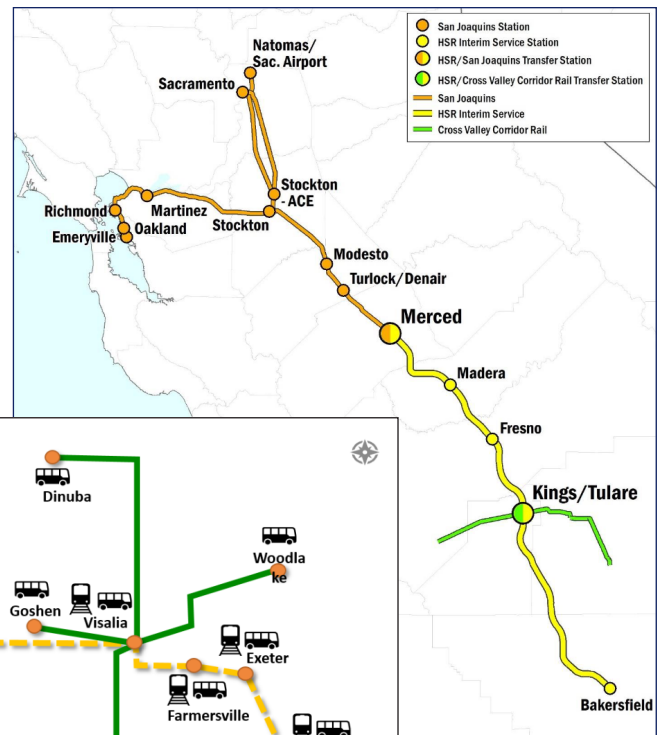 San Joaquins Station
HSR Interim Service Station
HSR/San Joaquins Transfer Station
HSR/Cross Valley Corridor Rail Transfer Station
San Joaquins
HSR Interim Service
Cross Valley Corridor Rail
Natomas/
Sac. Airport
Sacramento
Stockton
- ACE
Martinez
Richmond
Stockton
Oakland
Emeryville
Modesto
Turlock/Denair
Merced
Madera
Fresno
Kings/Tulare
Bakersfield
Dinuba
Woodla
ke
Goshen
Visalia
Exeter
Farmersville